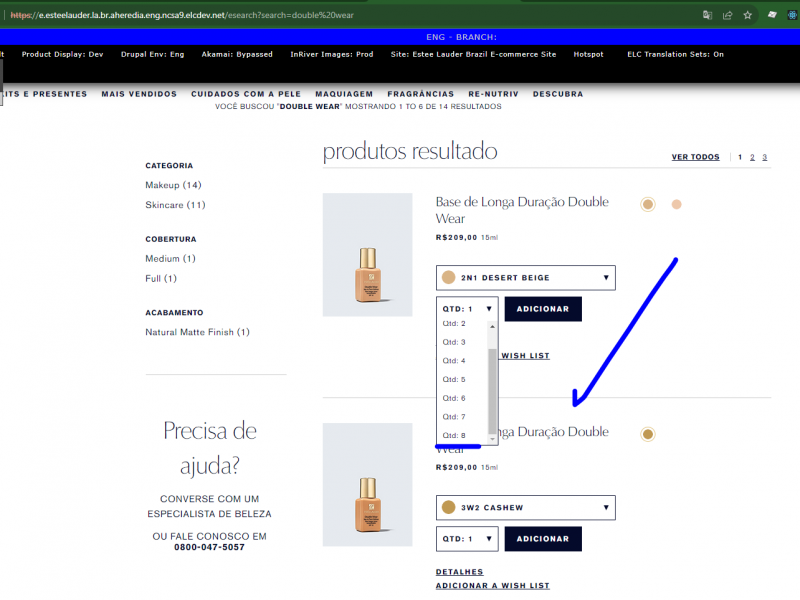 https://e.esteelauder.la.br.aheredia.eng.ncsa9.elcdev.net/esearch?search=double%20wear
ENG - BRANCH:
Product Display: Dev Drupal Env: Eng Akamai: Bypassed InRiver Images: Prod Site: Estee Lauder Brazil E-commerce Site Hotspot ELC Translation Sets: On
KITS E PRESENTES MAIS VENDIDOS CUIDADOS COM A PELE MAQUIAGEM FRAGRÂNCIAS RE-NUTRIV DESCUBRA
VOCÊ BUSCOU "DOUBLE WEAR" MOSTRANDO 1 TO 6 DE 14 RESULTADOS
produtos resultado
VER TODOS | 1 2 3
CATEGORIA
Makeup (14)
Skincare (11)
COBERTURA
Medium (1)
Full (1)
ACABAMENTO
Natural Matte Finish (1)
Precisa de
ajuda?
CONVERSE COM UM
ESPECIALISTA DE BELEZA
OU FALE CONOSCO EM
0800-047-5057
Base de Longa Duração Double
Wear
R$209,00 15ml
2N1 DESERT BEIGE
QTD: 1 ADICIONAR
Qtd: 2
Qtd: 3
Qtd: 4
WISH LIST
Qtd: 5
Qtd: 6
Qtd: 7
Qtd: 8
nga Duração Double
Wear
R$209,00 15ml
3W2 CASHEW
QTD: 1 ADICIONAR
DETALHES
ADICIONAR A WISH LIST